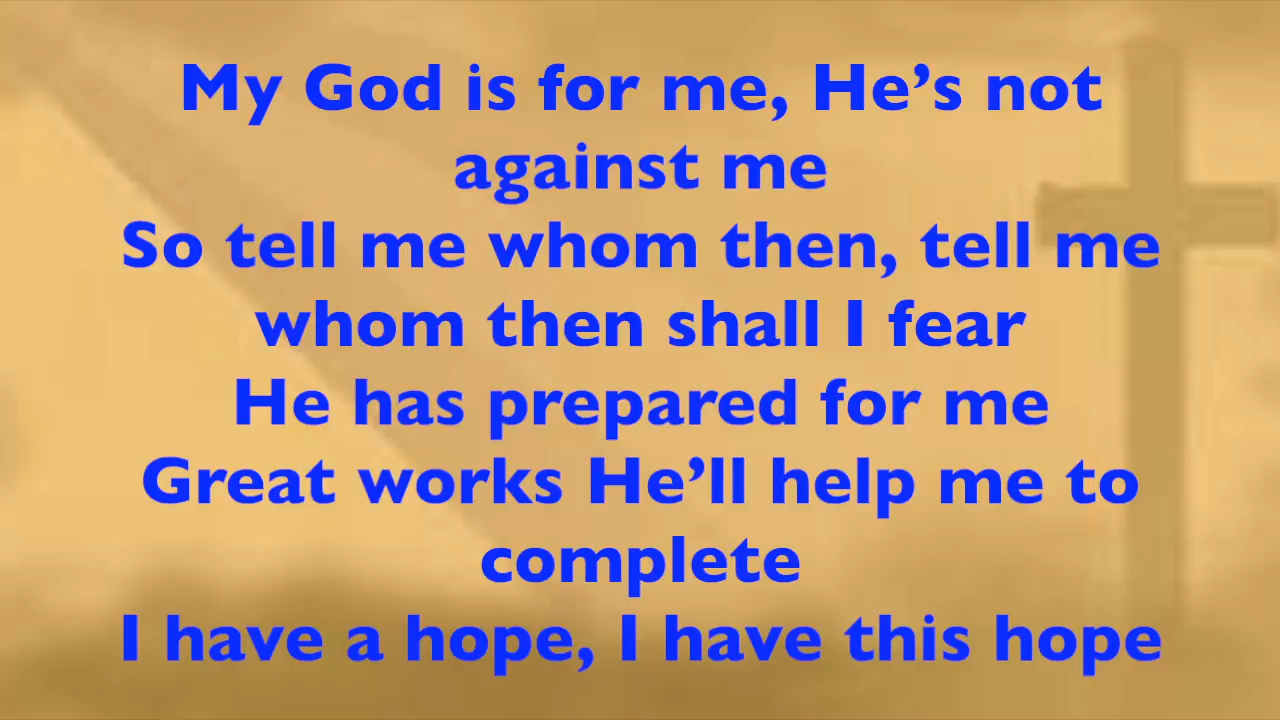 My God is for me, He’s not
against me
So tell me whom then, tell me
whom then shall I fear
He has prepared for me
Great works He’ll help me to
complete
I have a hope, I have this hope